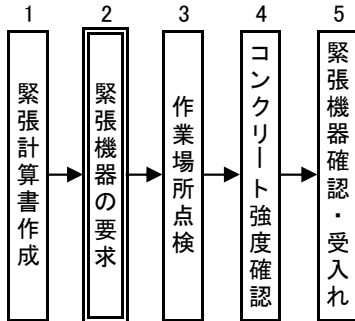 1
緊張計算書作成
2
緊張機器の要求
3
作業場所点検
4
コンクリート強度確認
5
緊張機器確認・受入れ